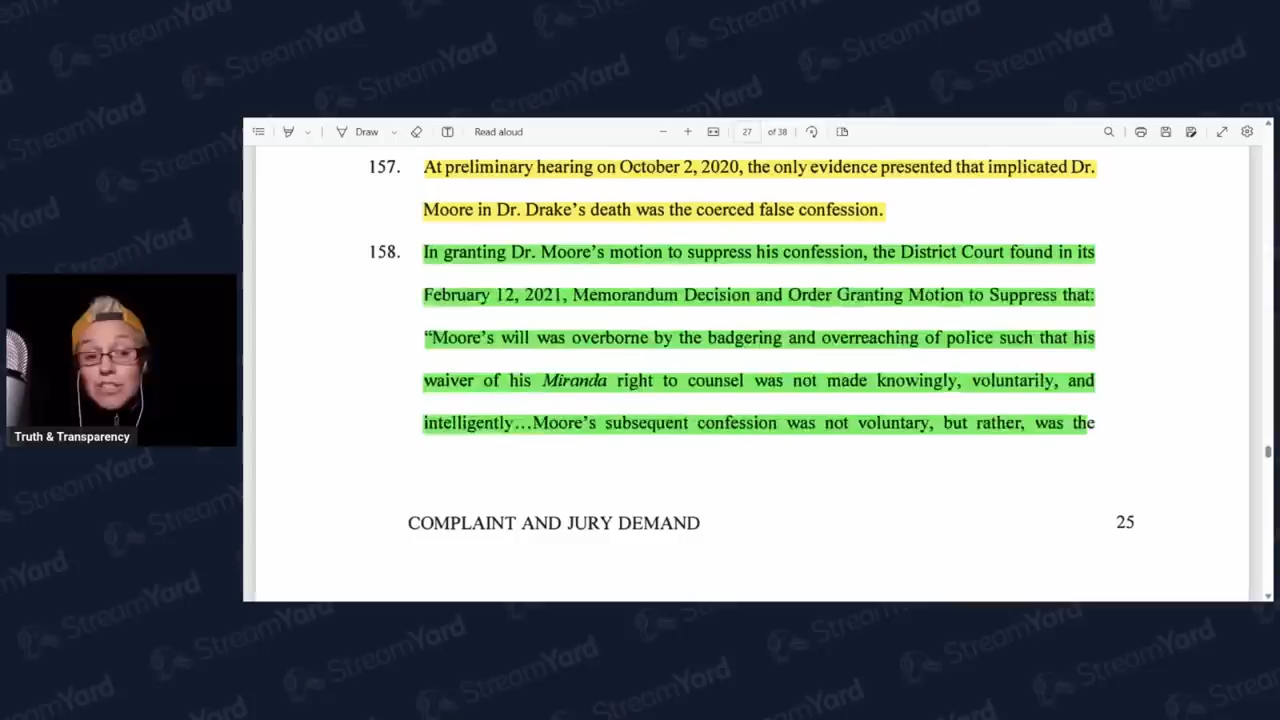 Draw
Read aloud
27 of 38
157. At preliminary hearing on October 2, 2020, the only evidence presented that implicated Dr.
Moore in Dr. Drake’s death was the coerced false confession.
158. In granting Dr. Moore’s motion to suppress his confession, the District Court found in its
February 12, 2021, Memorandum Decision and Order Granting Motion to Suppress that:
“Moore’s will was overborne by the badgering and overreaching of police such that his
waiver of his Miranda right to counsel was not made knowingly, voluntarily, and
intelligently…Moore’s subsequent confession was not voluntary, but rather, was the
COMPLAINT AND JURY DEMAND 25
Truth & Transparency
StreamYard